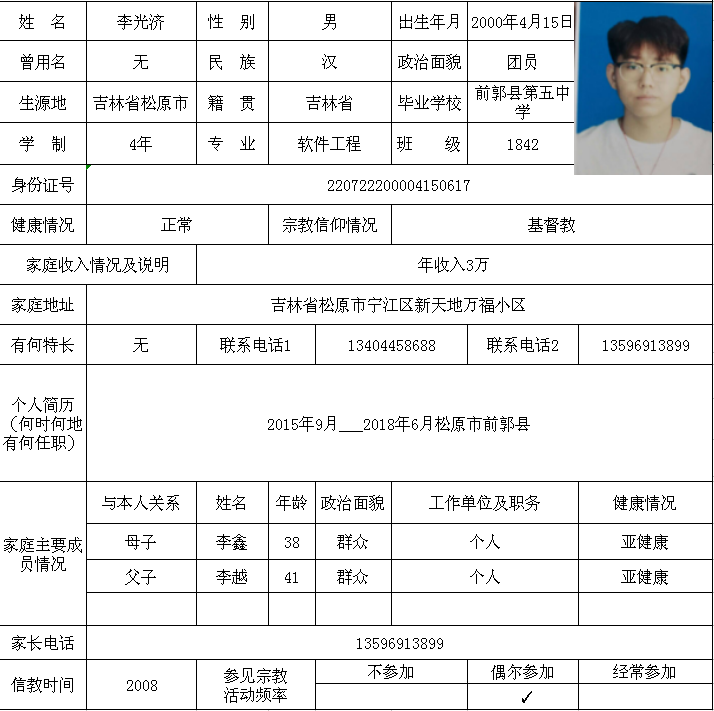 姓 名 李光济 性 别 男 出生年月 2000年4月15日
曾用名 无 民 族 汉 政治面貌 团员
生源地 吉林省松原市 籍 贯 吉林省 毕业学校 前郭县第五中
学
学 制 4年 专 业 软件工程 班 级 1842
身份证号 220722200004150617
健康情况 正常 宗教信仰情况 基督教
家庭收入情况及说明 年收入3万
家庭地址 吉林省松原市宁江区新天地万福小区
有何特长 无 联系电话1 13404458688 联系电话2 13596913899
个人简历
（何时何地
有何任职）
2015年9月___2018年6月松原市前郭县
家庭主要成
员情况
与本人关系 姓名 年龄 政治面貌 工作单位及职务 健康情况
母子 李鑫 38 群众 个人 亚健康
父子 李越 41 群众 个人 亚健康
家长电话 13596913899
信教时间 2008 参见宗教
活动频率
不参加 偶尔参加 经常参加
✓